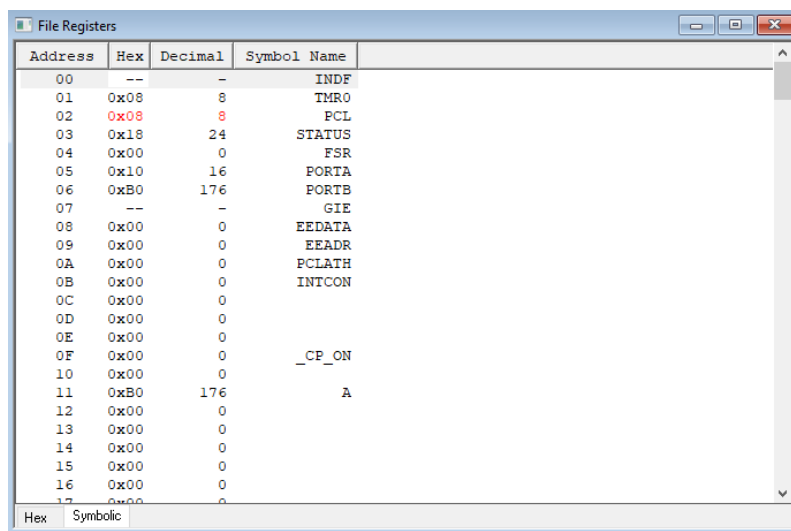 File Registers
Address Hex Decimal Symbol Name
00 -- - INDF
01 0x08 8 TMR0
02 0x08 8 PCL
03 0x18 24 STATUS
04 0x00 0 FSR
05 0x10 16 PORTA
06 0xB0 176 PORTB
07 -- - GIE
08 0x00 0 EEDATA
09 0x00 0 EEADR
0A 0x00 0 PCLATH
0B 0x00 0 INTCON
0C 0x00 0
0D 0x00 0
0E 0x00 0
0F 0x00 0 _CP_ON
10 0x00 0
11 0xB0 176 A
12 0x00 0
13 0x00 0
14 0x00 0
15 0x00 0
16 0x00 0
17 0x00 0
Hex Symbolic